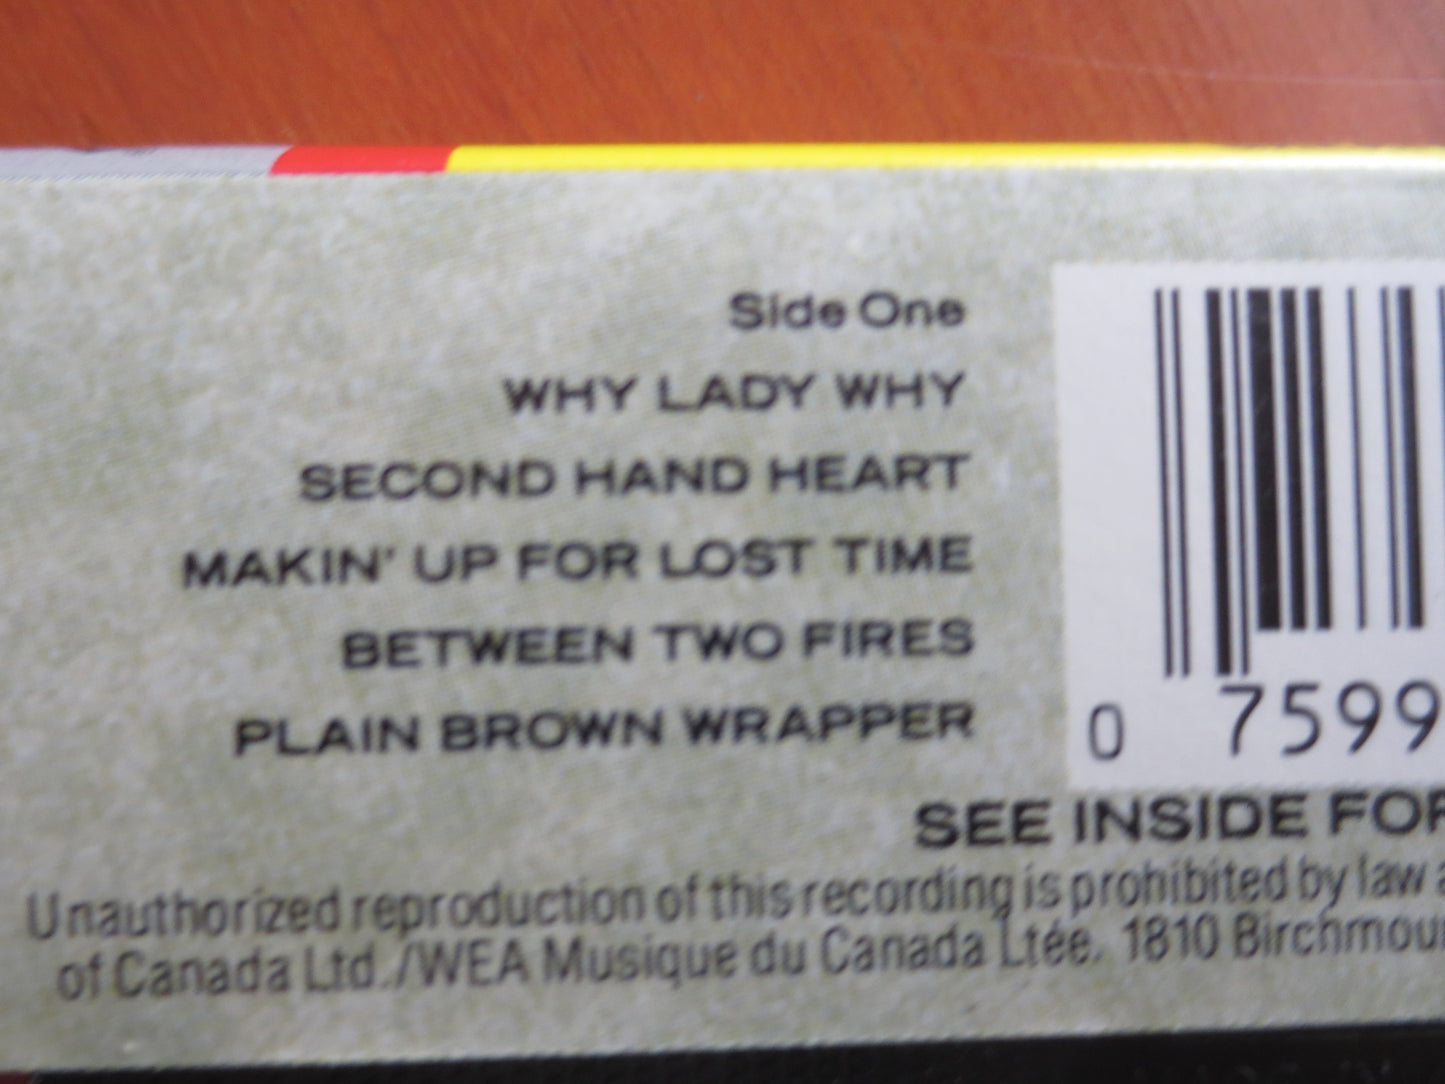 Side One
WHY LADY WHY
SECOND HAND HEART
MAKIN' UP FOR LOST TIME
BETWEEN TWO FIRES
PLAIN BROWN WRAPPER
0 7599
SEE INSIDE FOR
Unauthorized reproduction of this recording is prohibited by law a
of Canada Ltd./WEA Musique du Canada Ltée. 1810 Birchmou